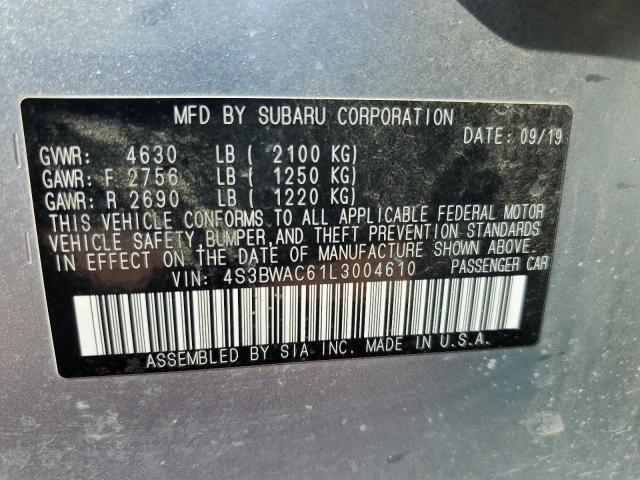 MFD BY SUBARU CORPORATION
DATE: 09/19
GVWR: 4630 LB ( 2100 KG)
GAWR: F 2756 LB ( 1250 KG)
GAWR: R 2690 LB ( 1220 KG)
THIS VEHICLE CONFORMS TO ALL APPLICABLE FEDERAL MOTOR
VEHICLE SAFETY, BUMPER, AND THEFT PREVENTION STANDARDS
IN EFFECT ON THE DATE OF MANUFACTURE SHOWN ABOVE.
VIN: 4S3BWAC61L3004610 PASSENGER CAR
ASSEMBLED BY SIA INC. MADE IN U.S.A.